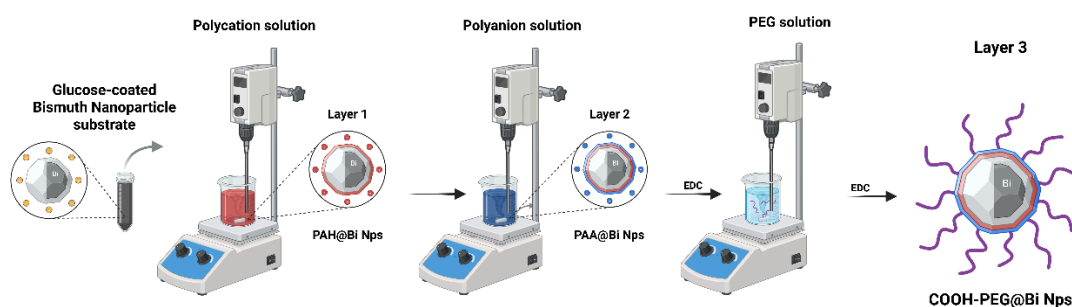 Polycation solution
Polyanion solution
PEG solution
Layer 3
Glucose-coated
Bismuth Nanoparticle
substrate
Layer 1
Layer 2
Bi
Bi
Bi
Bi
EDC
EDC
PAH@Bi Nps
PAA@Bi Nps
COOH-PEG@Bi Nps